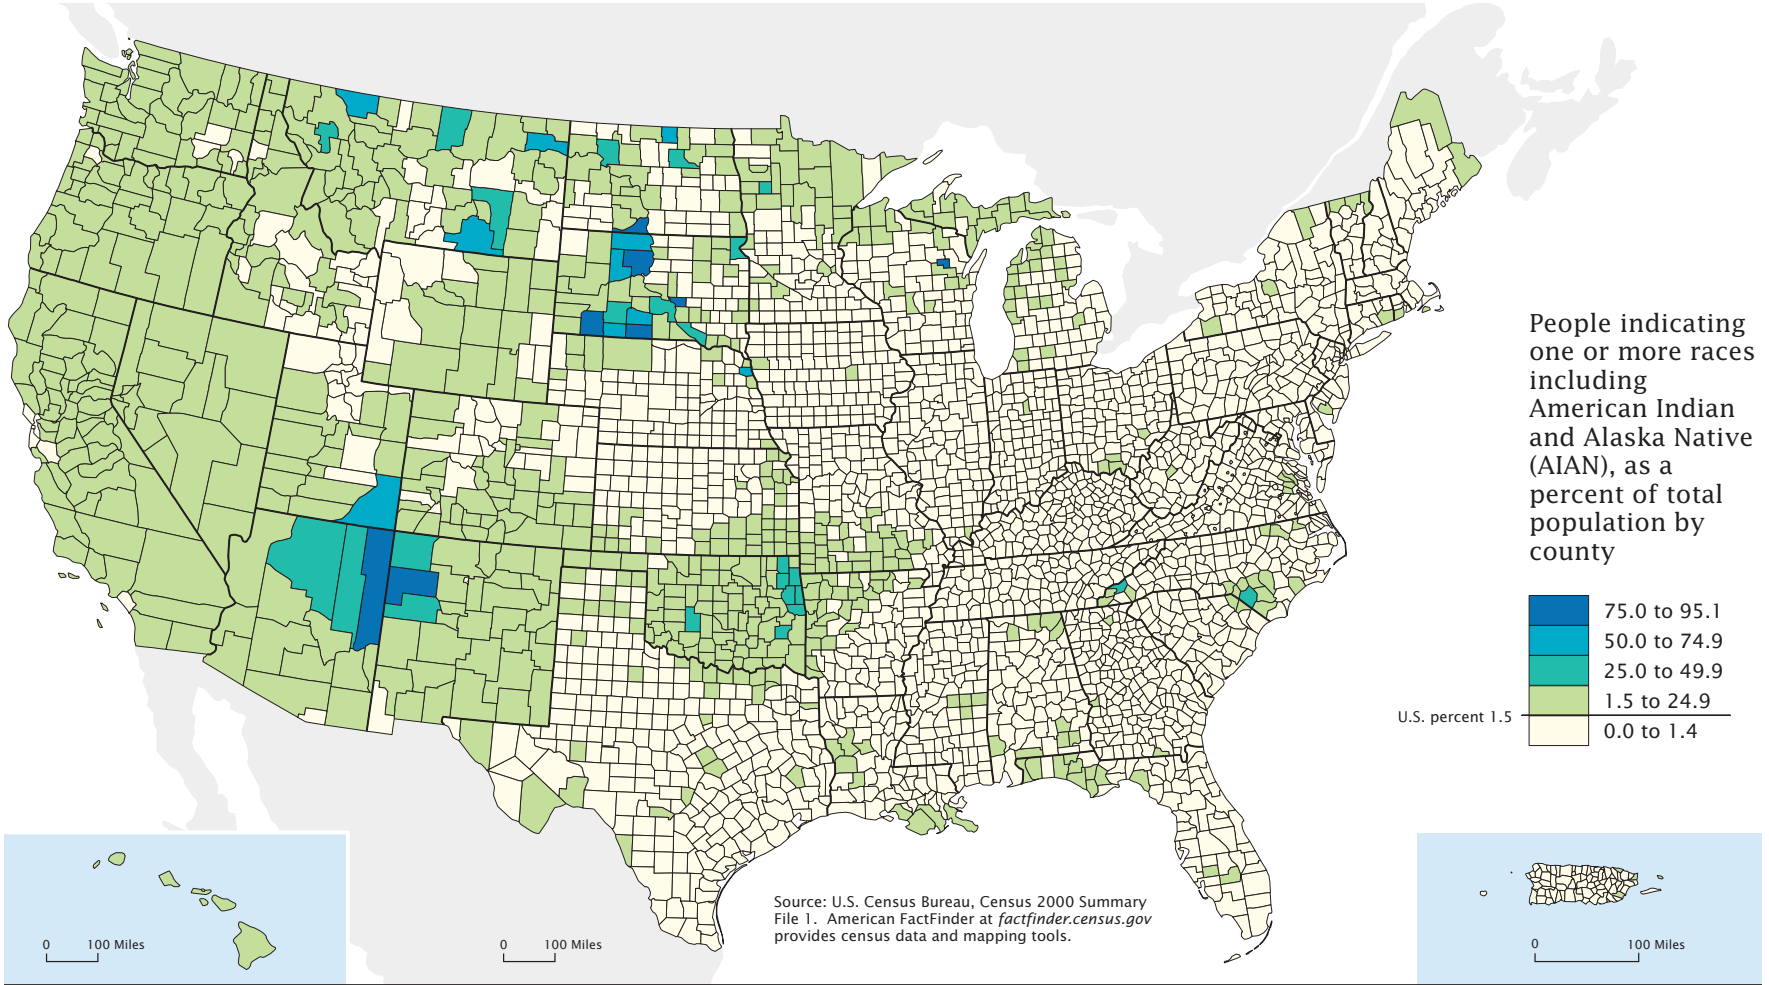 People indicating
one or more races
including
American Indian
and Alaska Native
(AIAN), as a
percent of total
population by
county
75.0 to 95.1
50.0 to 74.9
25.0 to 49.9
1.5 to 24.9
U.S. percent 1.5
0.0 to 1.4
Source: U.S. Census Bureau, Census 2000 Summary
File 1. American FactFinder at factfinder.census.gov
provides census data and mapping tools.
0 100 Miles
0 100 Miles
0 100 Miles